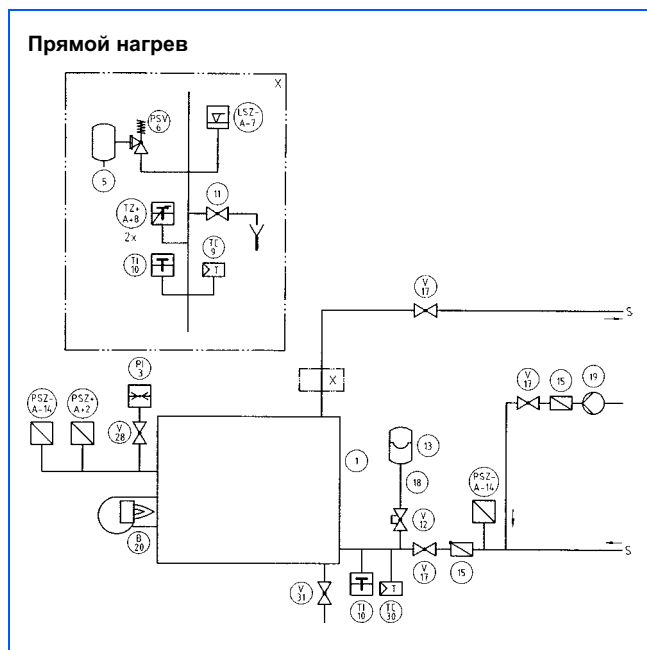 Прямой нагрев
X
PSV
6
LSZ-
A-7
5
TZ+
A+8
2x
11
TI
10
TC
9
T
V
17
S
X
PI
3
PSZ-
A-14
PSZ+
A+2
V
28
V
17
15
19
13
1
18
PSZ-
A-14
V
12
B
20
S
V
17
15
V
31
TI
10
TC
30
T